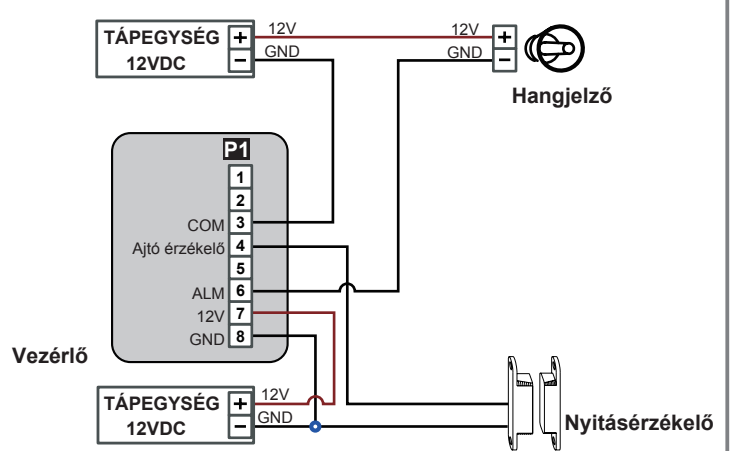 TÁPEGYSÉG + 12V 12V +
12VDC − GND GND −
Hangjelző
P1
1
2
COM 3
Ajtó érzékelő 4
5
ALM 6
12V 7
GND 8
Vezérlő
TÁPEGYSÉG + 12V
12VDC − GND
Nyitásérzékelő